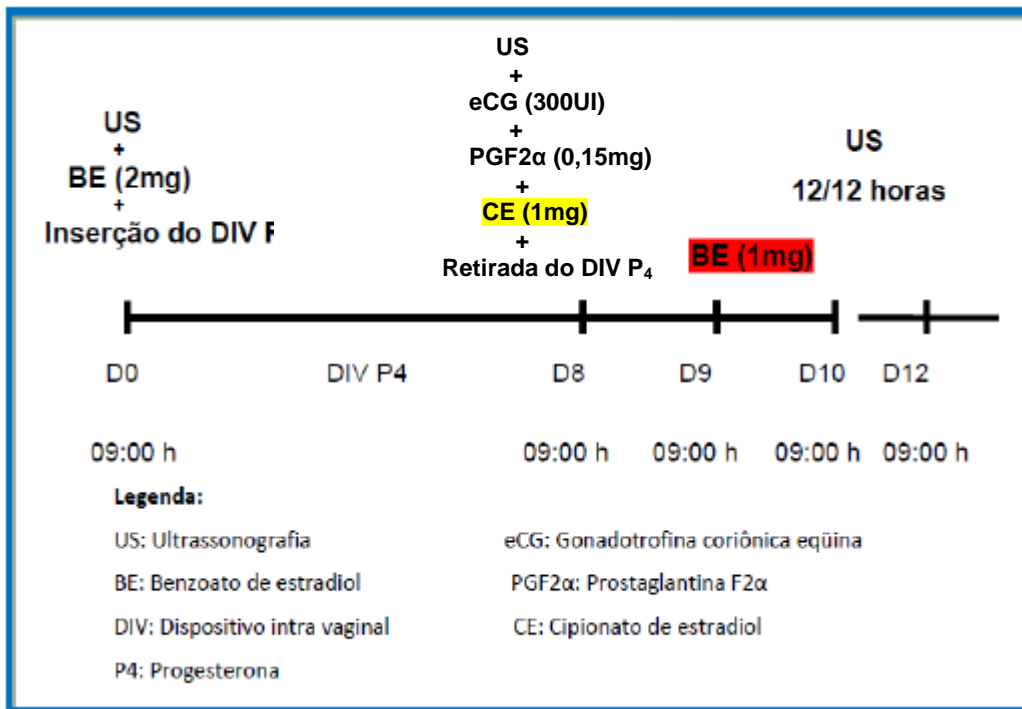 US
+
BE (2mg)
+
Inserção do DIV
US
+
eCG (300UI)
+
PGF2α (0,15mg)
+
CE (1mg)
+
Retirada do DIV P₄
US
12/12 horas
BE (1mg)
D0 DIV P4 D8 D9 D10 D12
09:00 h 09:00 h 09:00 h 09:00 h 09:00 h
Legenda:
US: Ultrassonografia eCG: Gonadotrofina coriônica eqüina
BE: Benzoato de estradiol PGF2α: Prostaglantina F2α
DIV: Dispositivo intra vaginal CE: Cipionato de estradiol
P4: Progesterona